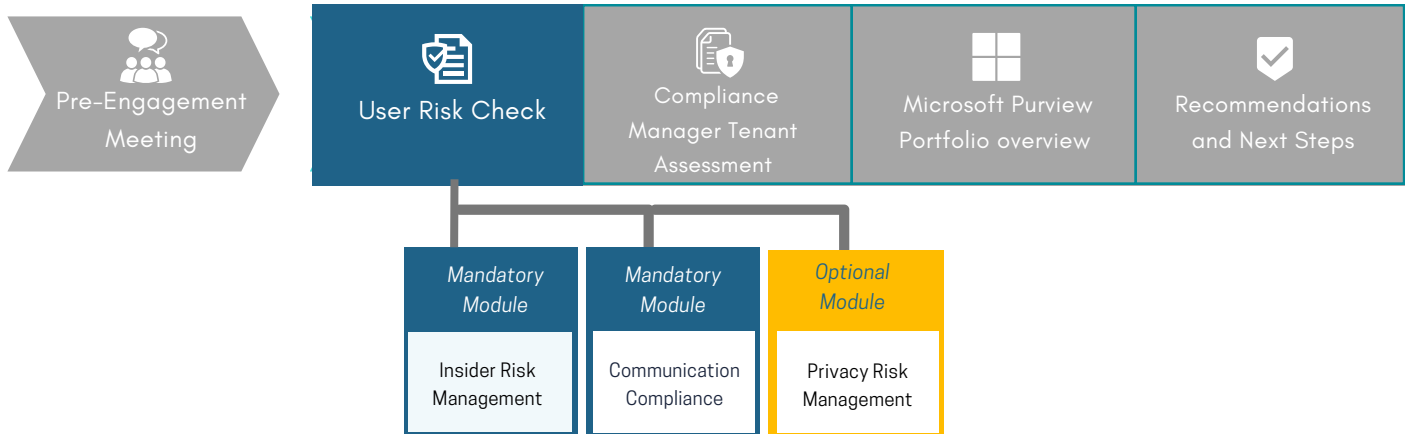 Pre-Engagement
Meeting
User Risk Check
Compliance
Manager Tenant
Assessment
Microsoft Purview
Portfolio overview
Recommendations
and Next Steps
Mandatory
Module
Insider Risk
Management
Mandatory
Module
Communication
Compliance
Optional
Module
Privacy Risk
Management